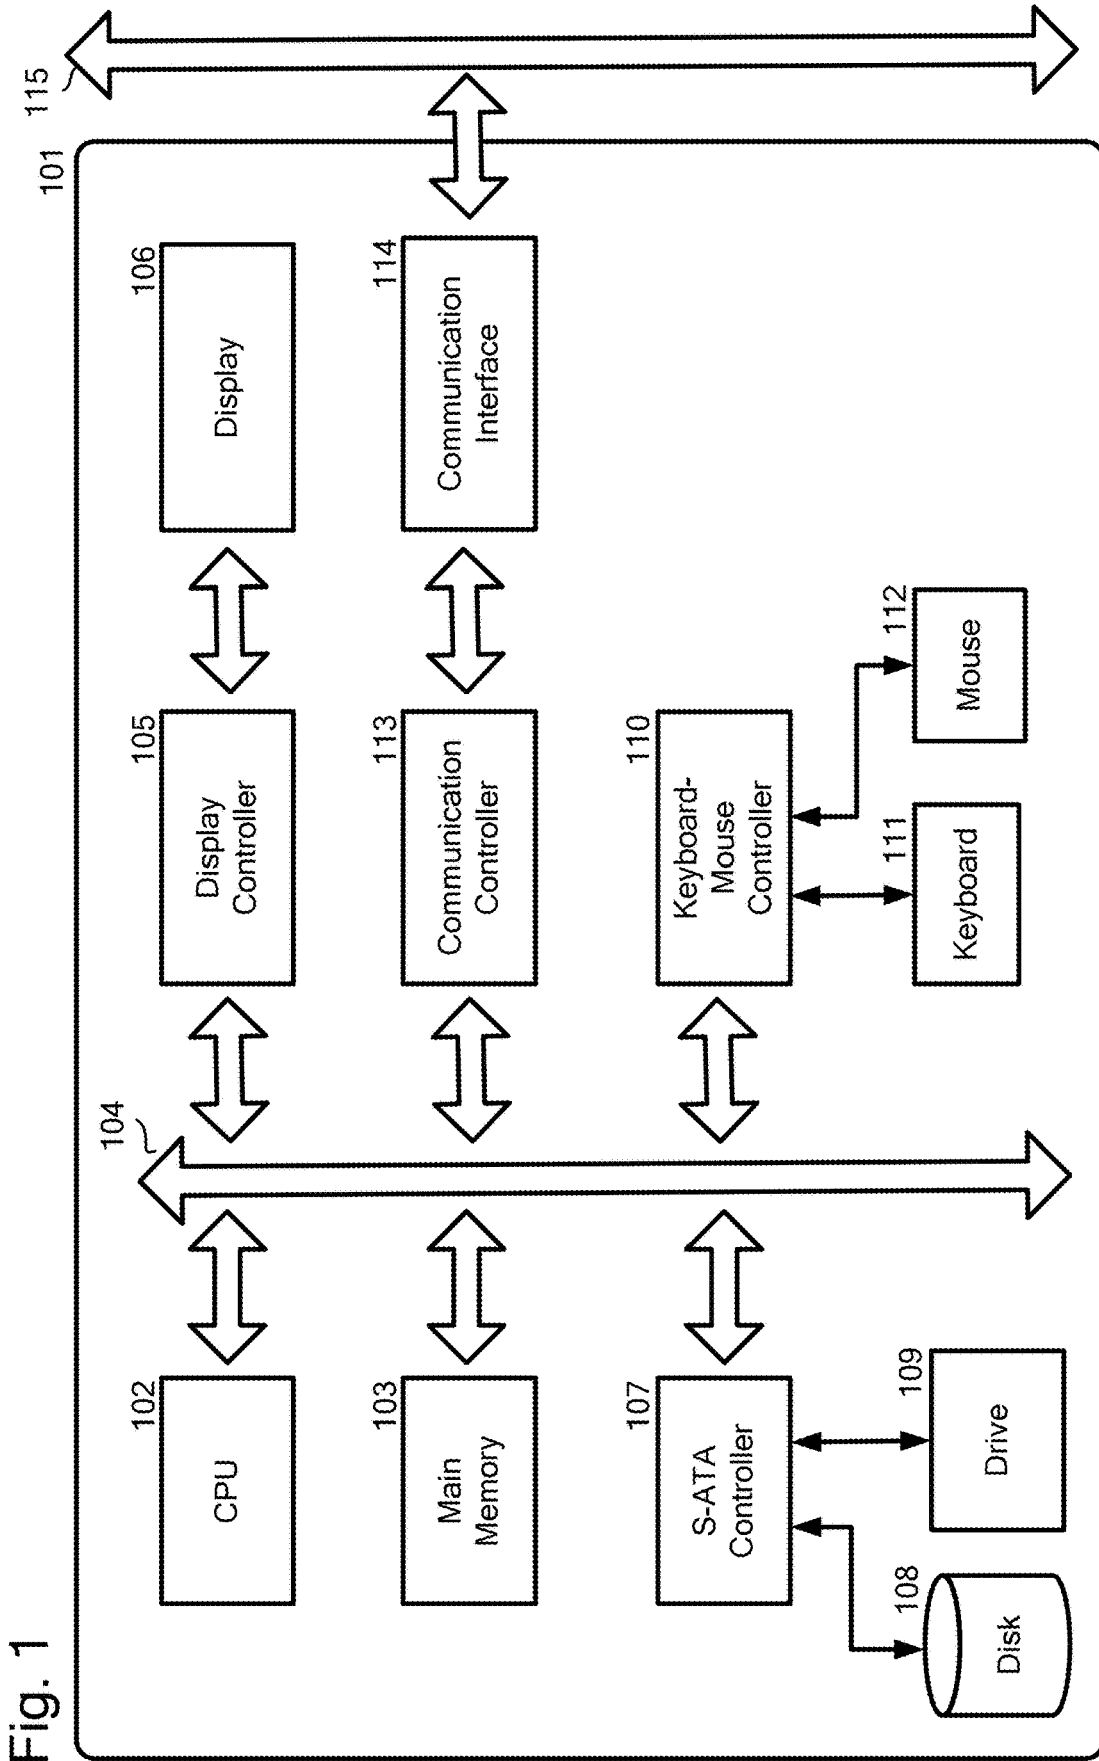 Fig. 1
101
115
102
CPU
104
105
Display
Controller
106
Display
103
Main
Memory
113
Communication
Controller
114
Communication
Interface
107
S-ATA
Controller
110
Keyboard-
Mouse
Controller
108
Disk
109
Drive
111
Keyboard
112
Mouse